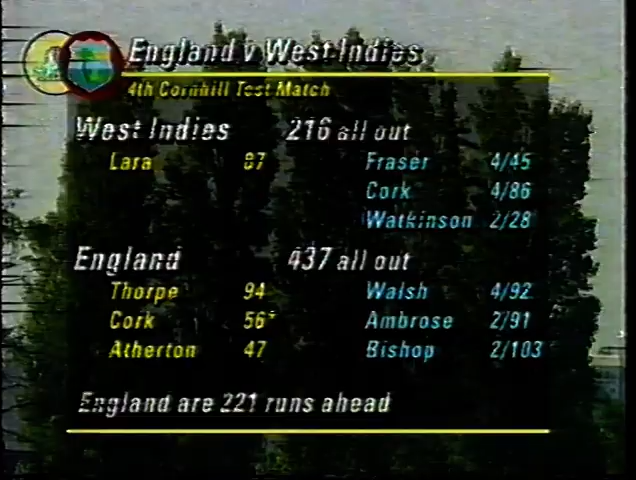 England v West Indies
4th Cornhill Test Match
West Indies 216 all out
Lara 87 Fraser 4/45
Cork 4/86
Watkinson 2/28
England 437 all out
Thorpe 94 Walsh 4/92
Cork 56* Ambrose 2/91
Atherton 47 Bishop 2/103
England are 221 runs ahead